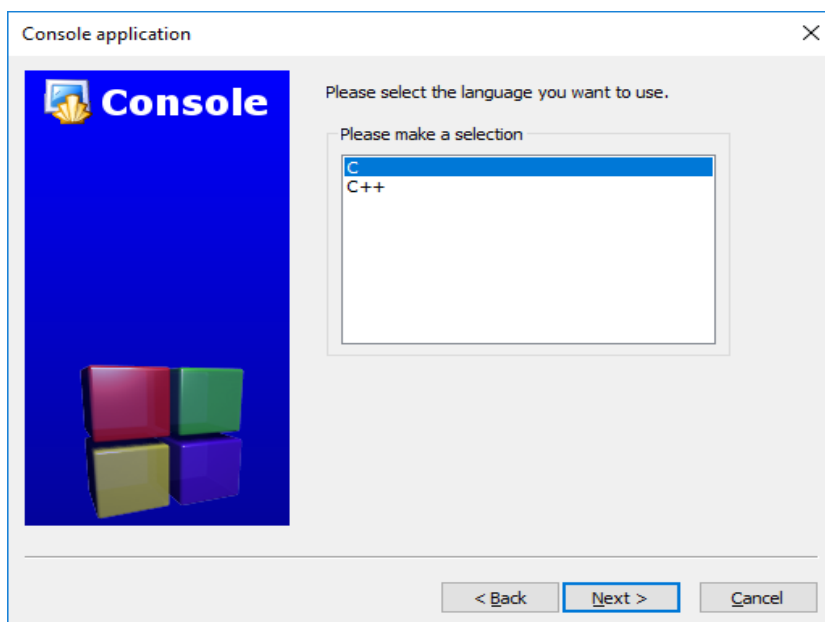 Console application
Console
Please select the language you want to use.
Please make a selection
C
C++
< Back
Next >
Cancel